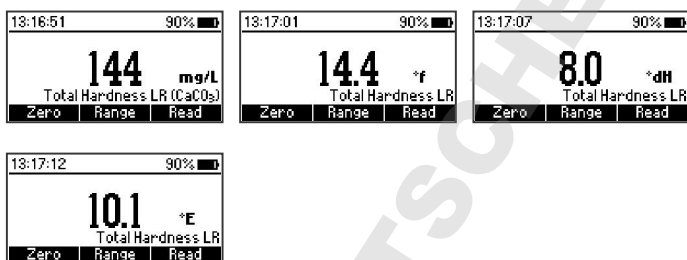 13:16:51 90%
144 mg/L
Total Hardness LR (CaCO₃)
Zero Range Read
13:17:01 90%
14.4 °f
Total Hardness LR
Zero Range Read
13:17:07 90%
8.0 °dH
Total Hardness LR
Zero Range Read
13:17:12 90%
10.1 °E
Total Hardness LR
Zero Range Read
TSCHE